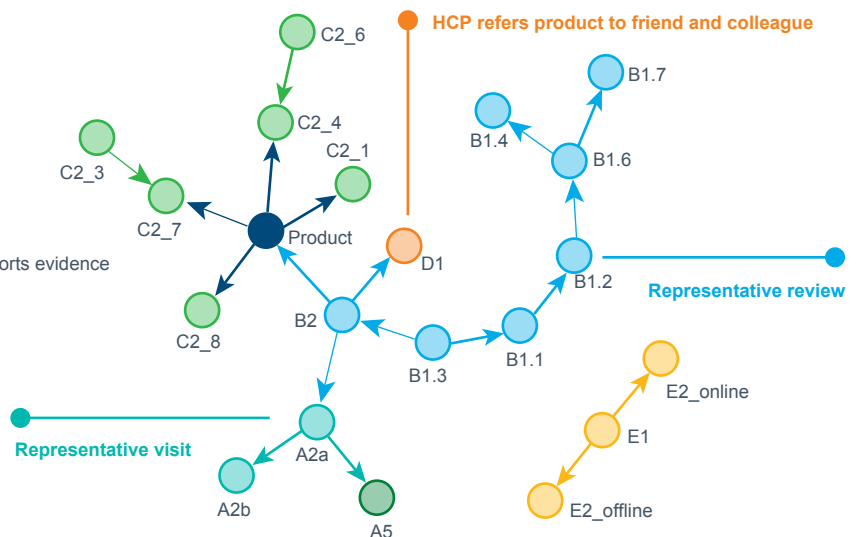 C2_6
HCP refers product to friend and colleague
B1.7
C2_4
B1.4
C2_1
B1.6
C2_3
C2_7
Product
orts evidence
D1
B1.2
Representative review
B2
C2_8
B1.1
B1.3
E2_online
E1
Representative visit
A2a
A2b
E2_offline
A5